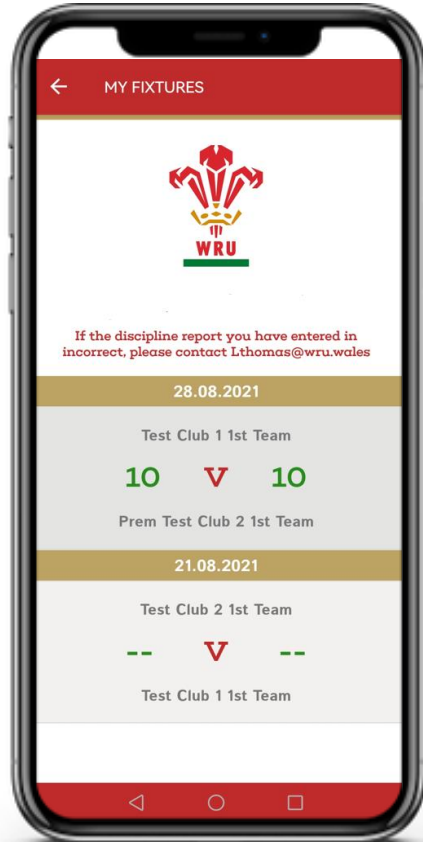 MY FIXTURES
WRU
If the discipline report you have entered in
incorrect, please contact Lthomas@wru.wales
28.08.2021
Test Club 1 1st Team
10 V 10
Prem Test Club 2 1st Team
21.08.2021
Test Club 2 1st Team
-- V --
Test Club 1 1st Team